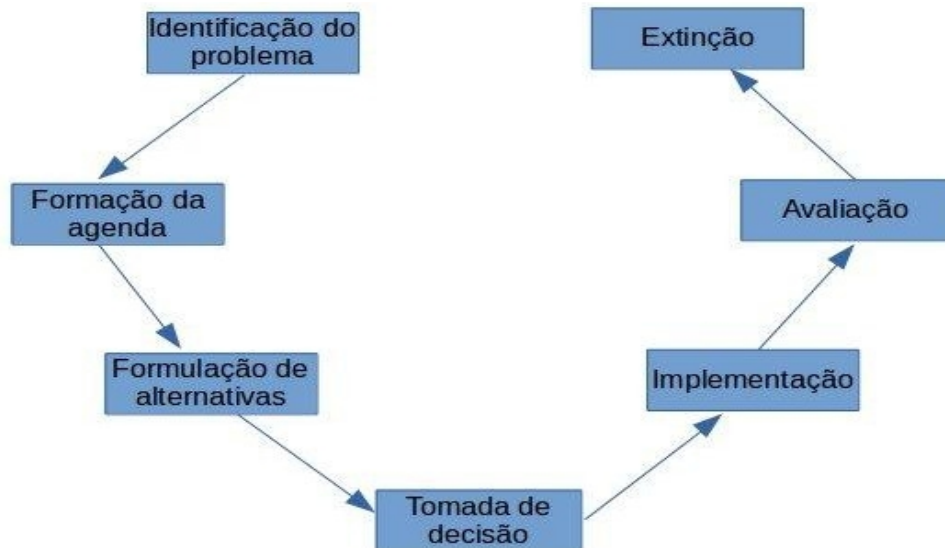 Identificação do
problema
Formação da
agenda
Formulação de
alternativas
Tomada de
decisão
Implementação
Avaliação
Extinção